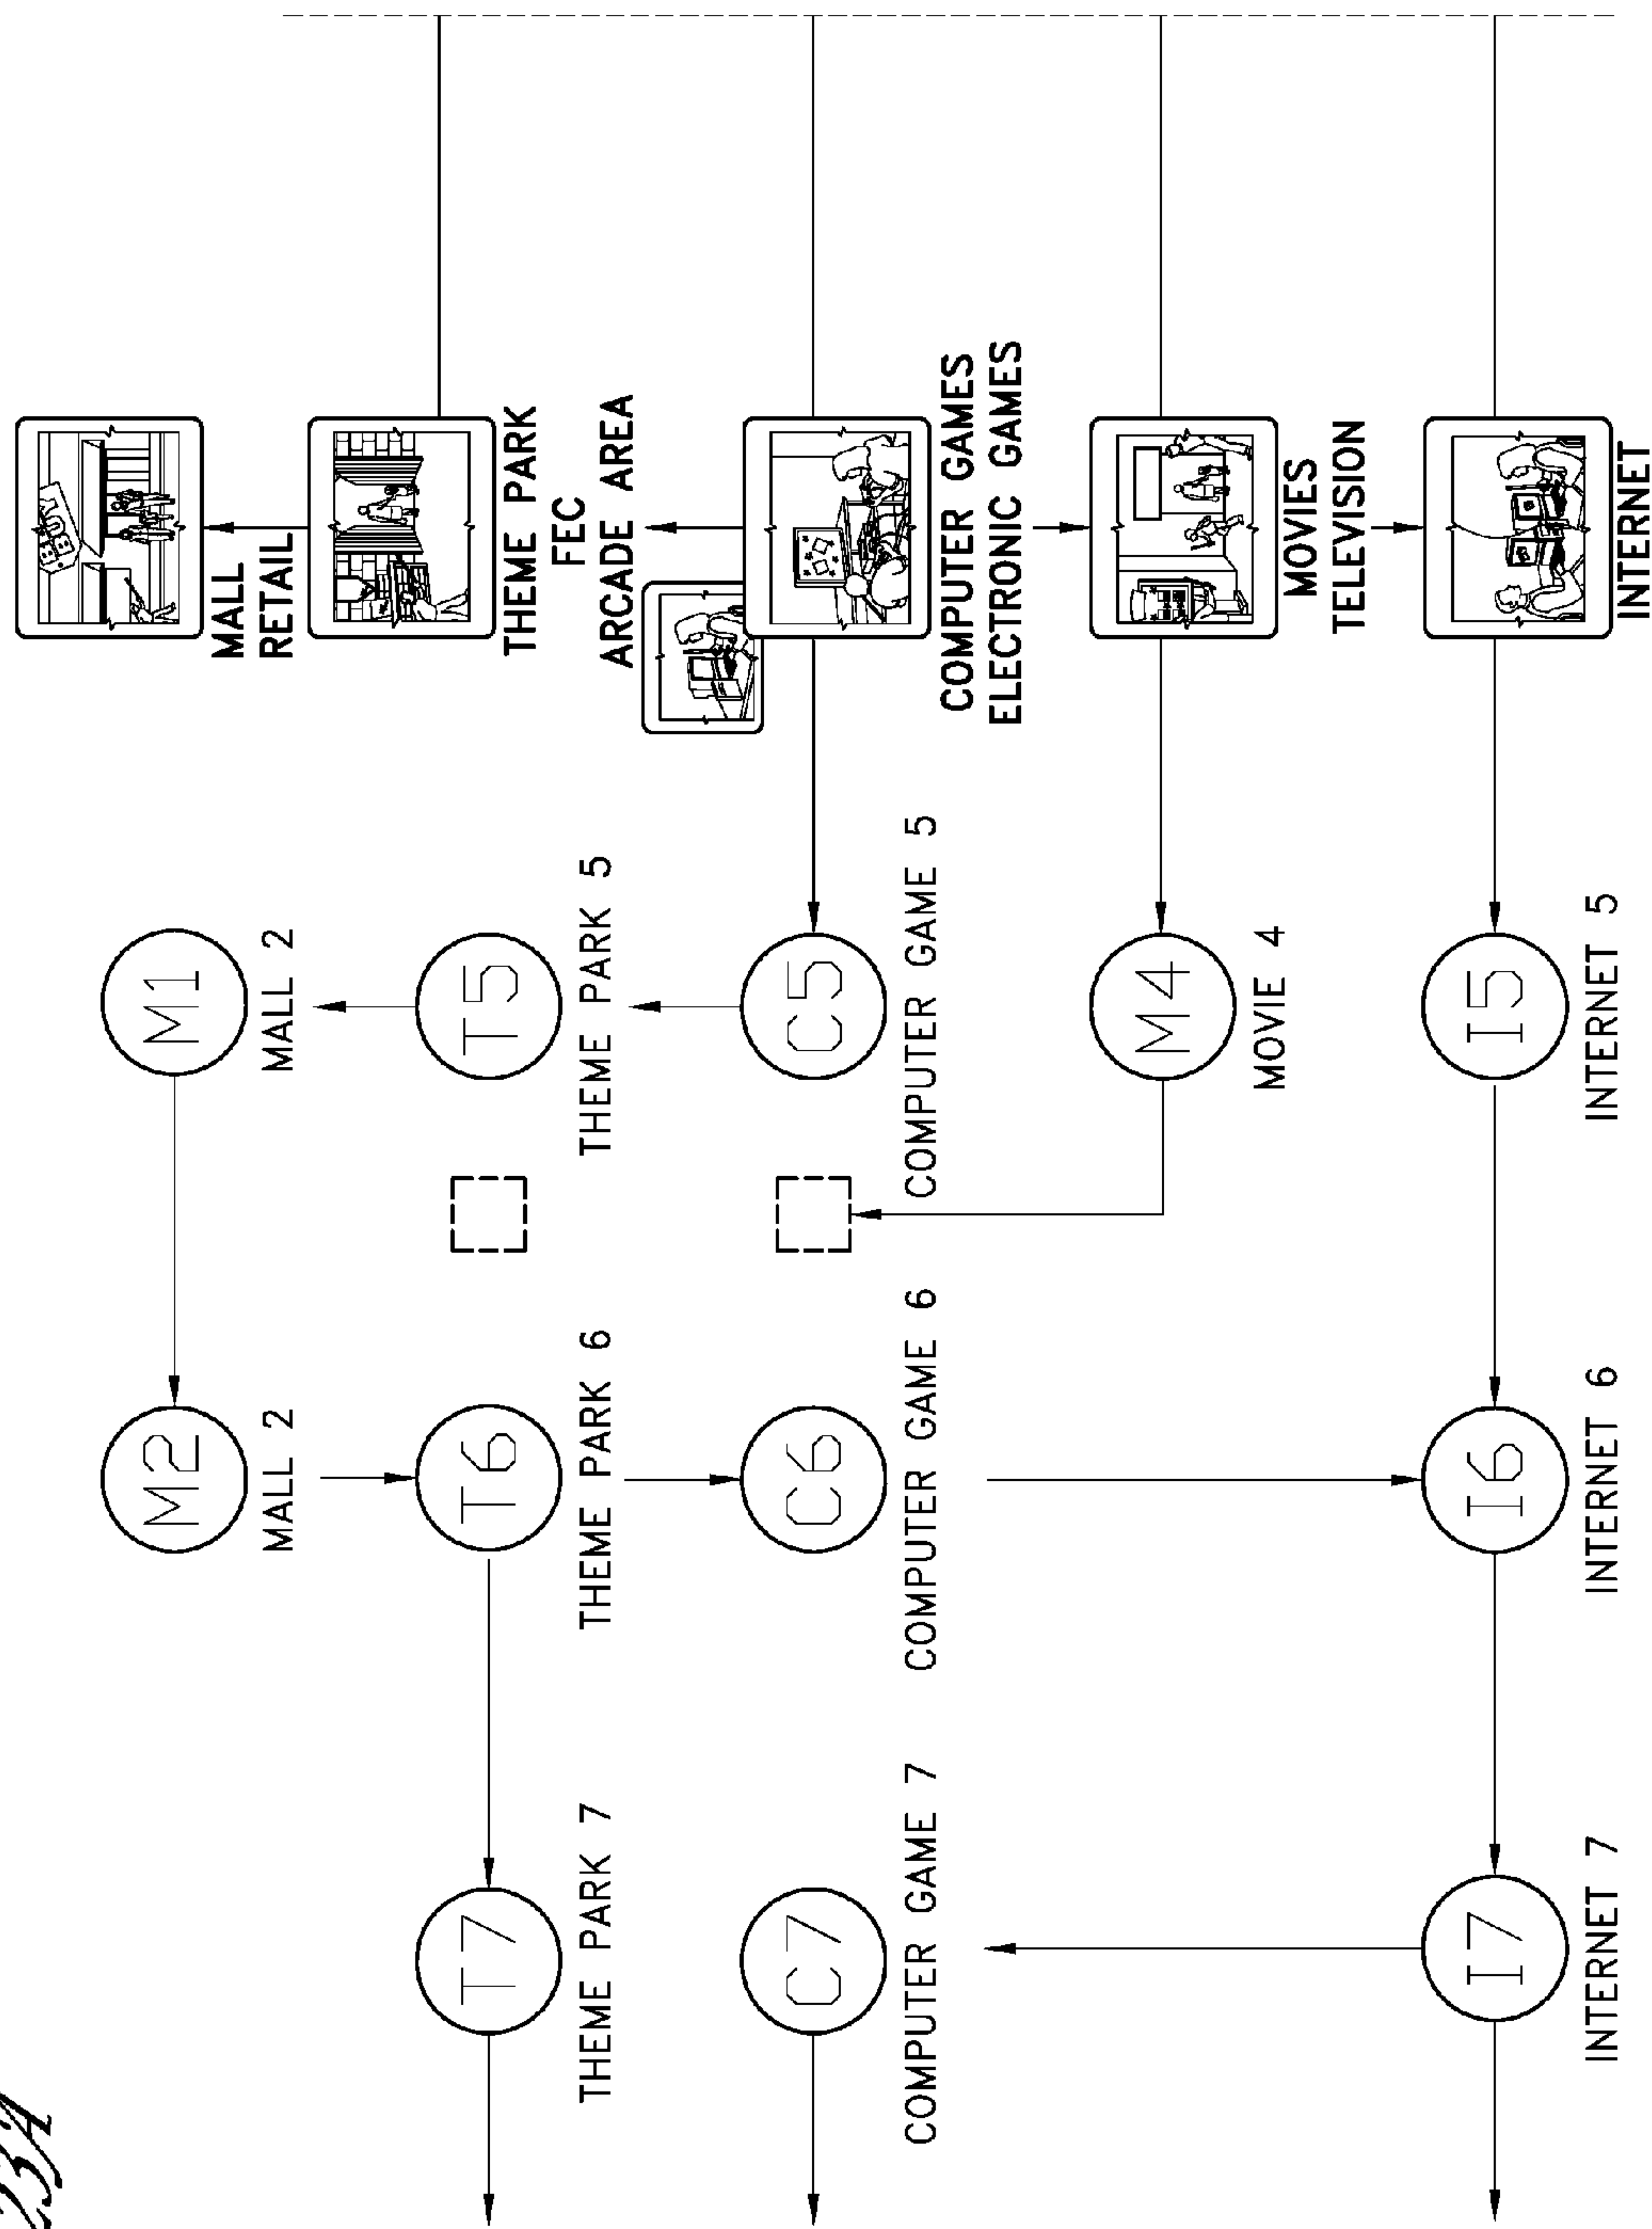 23A
M2
M1
MALL 2
MALL 2
MALL
RETAIL
T7
T6
T5
THEME PARK 7
THEME PARK 6
THEME PARK 5
THEME PARK
FEC
ARCADE AREA
C7
C6
C5
COMPUTER GAME 7
COMPUTER GAME 6
COMPUTER GAME 5
COMPUTER GAMES
ELECTRONIC GAMES
M4
MOVIE 4
MOVIES
TELEVISION
I7
I6
I5
INTERNET 7
INTERNET 6
INTERNET 5
INTERNET